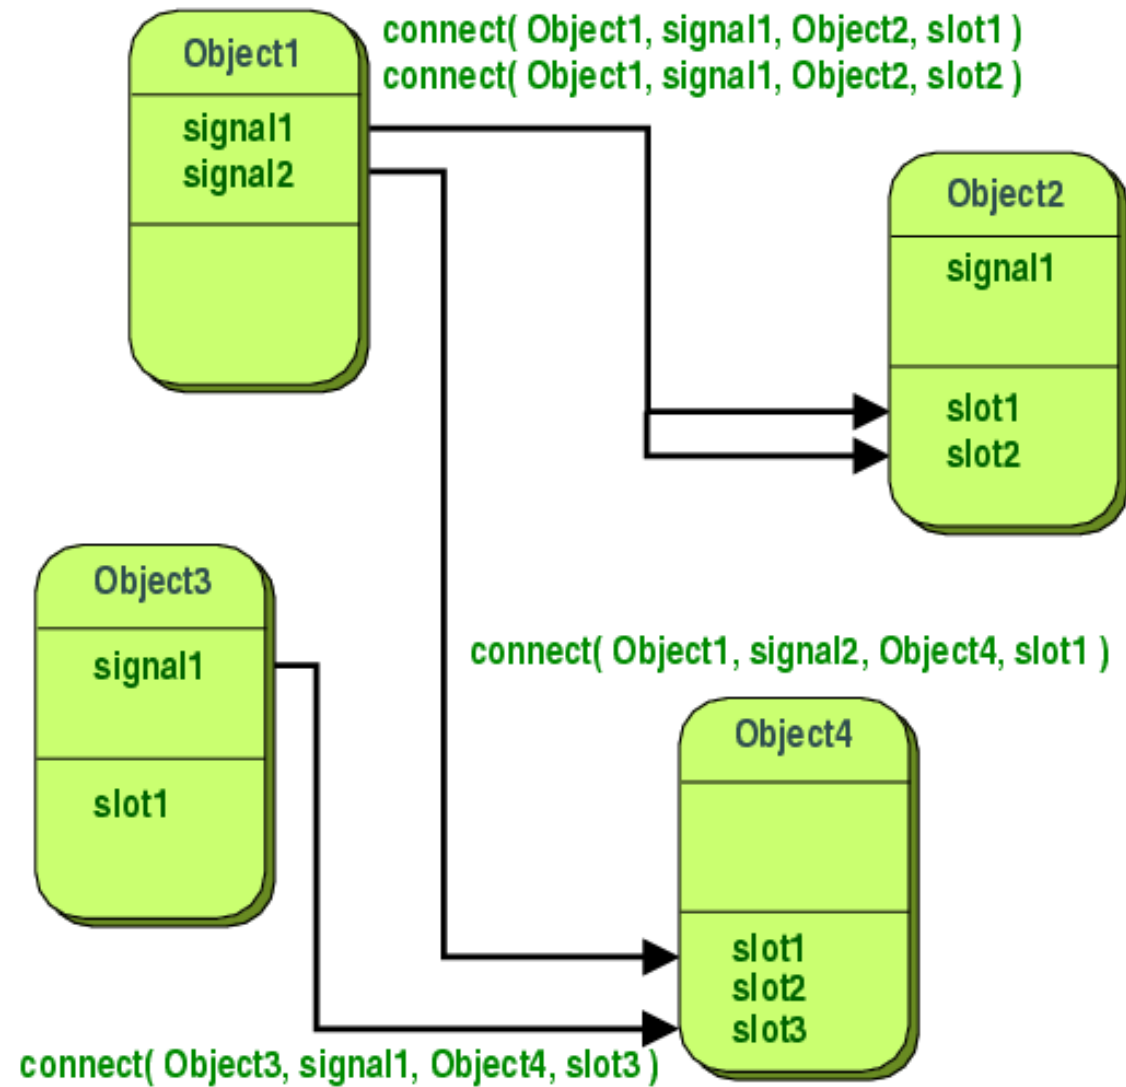 Object1
connect( Object1, signal1, Object2, slot1 )
connect( Object1, signal1, Object2, slot2 )
signal1
signal2
Object2
signal1
slot1
slot2
Object3
signal1
slot1
connect( Object1, signal2, Object4, slot1 )
Object4
slot1
slot2
slot3
connect( Object3, signal1, Object4, slot3 )